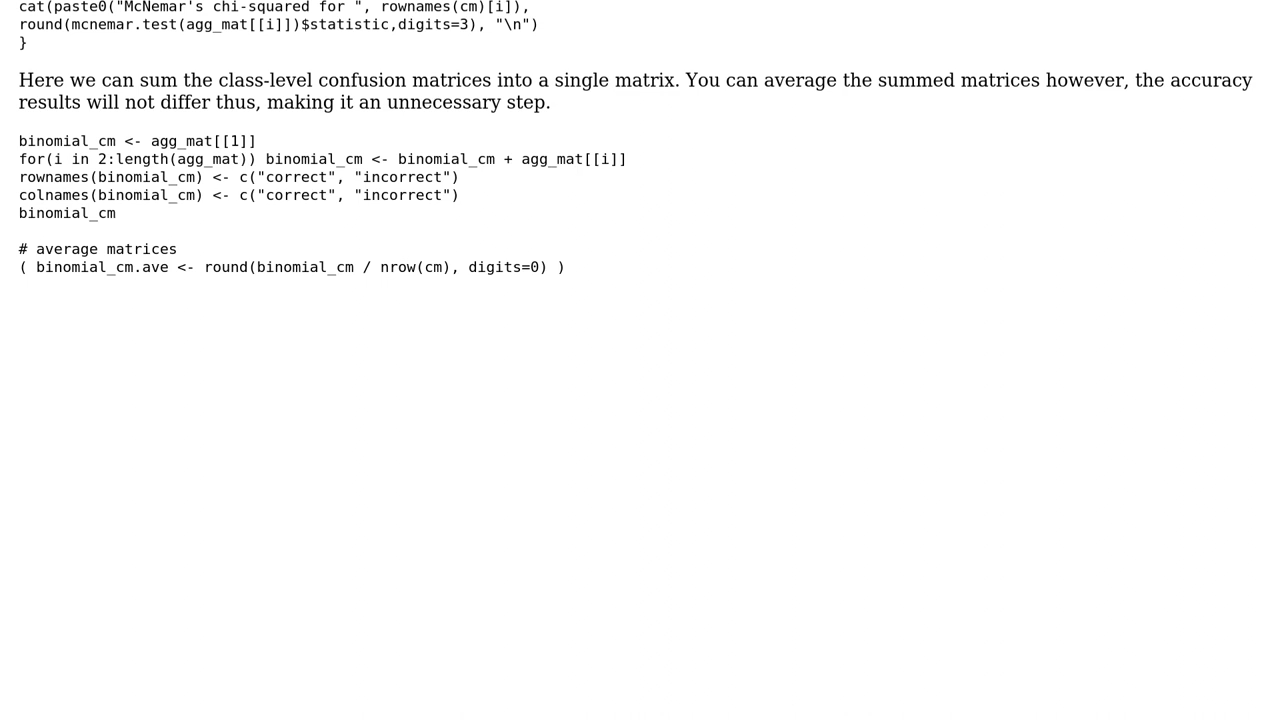 cat(paste0("McNemar's chi-squared for ", rownames(cm)[i]),
round(mcnemar.test(agg_mat[[i]])$statistic,digits=3), "\n")
}
Here we can sum the class-level confusion matrices into a single matrix. You can average the summed matrices however, the accuracy
results will not differ thus, making it an unnecessary step.
binomial_cm <- agg_mat[[1]]
for(i in 2:length(agg_mat)) binomial_cm <- binomial_cm + agg_mat[[i]]
rownames(binomial_cm) <- c("correct", "incorrect")
colnames(binomial_cm) <- c("correct", "incorrect")
binomial_cm
# average matrices
( binomial_cm.ave <- round(binomial_cm / nrow(cm), digits=0) )